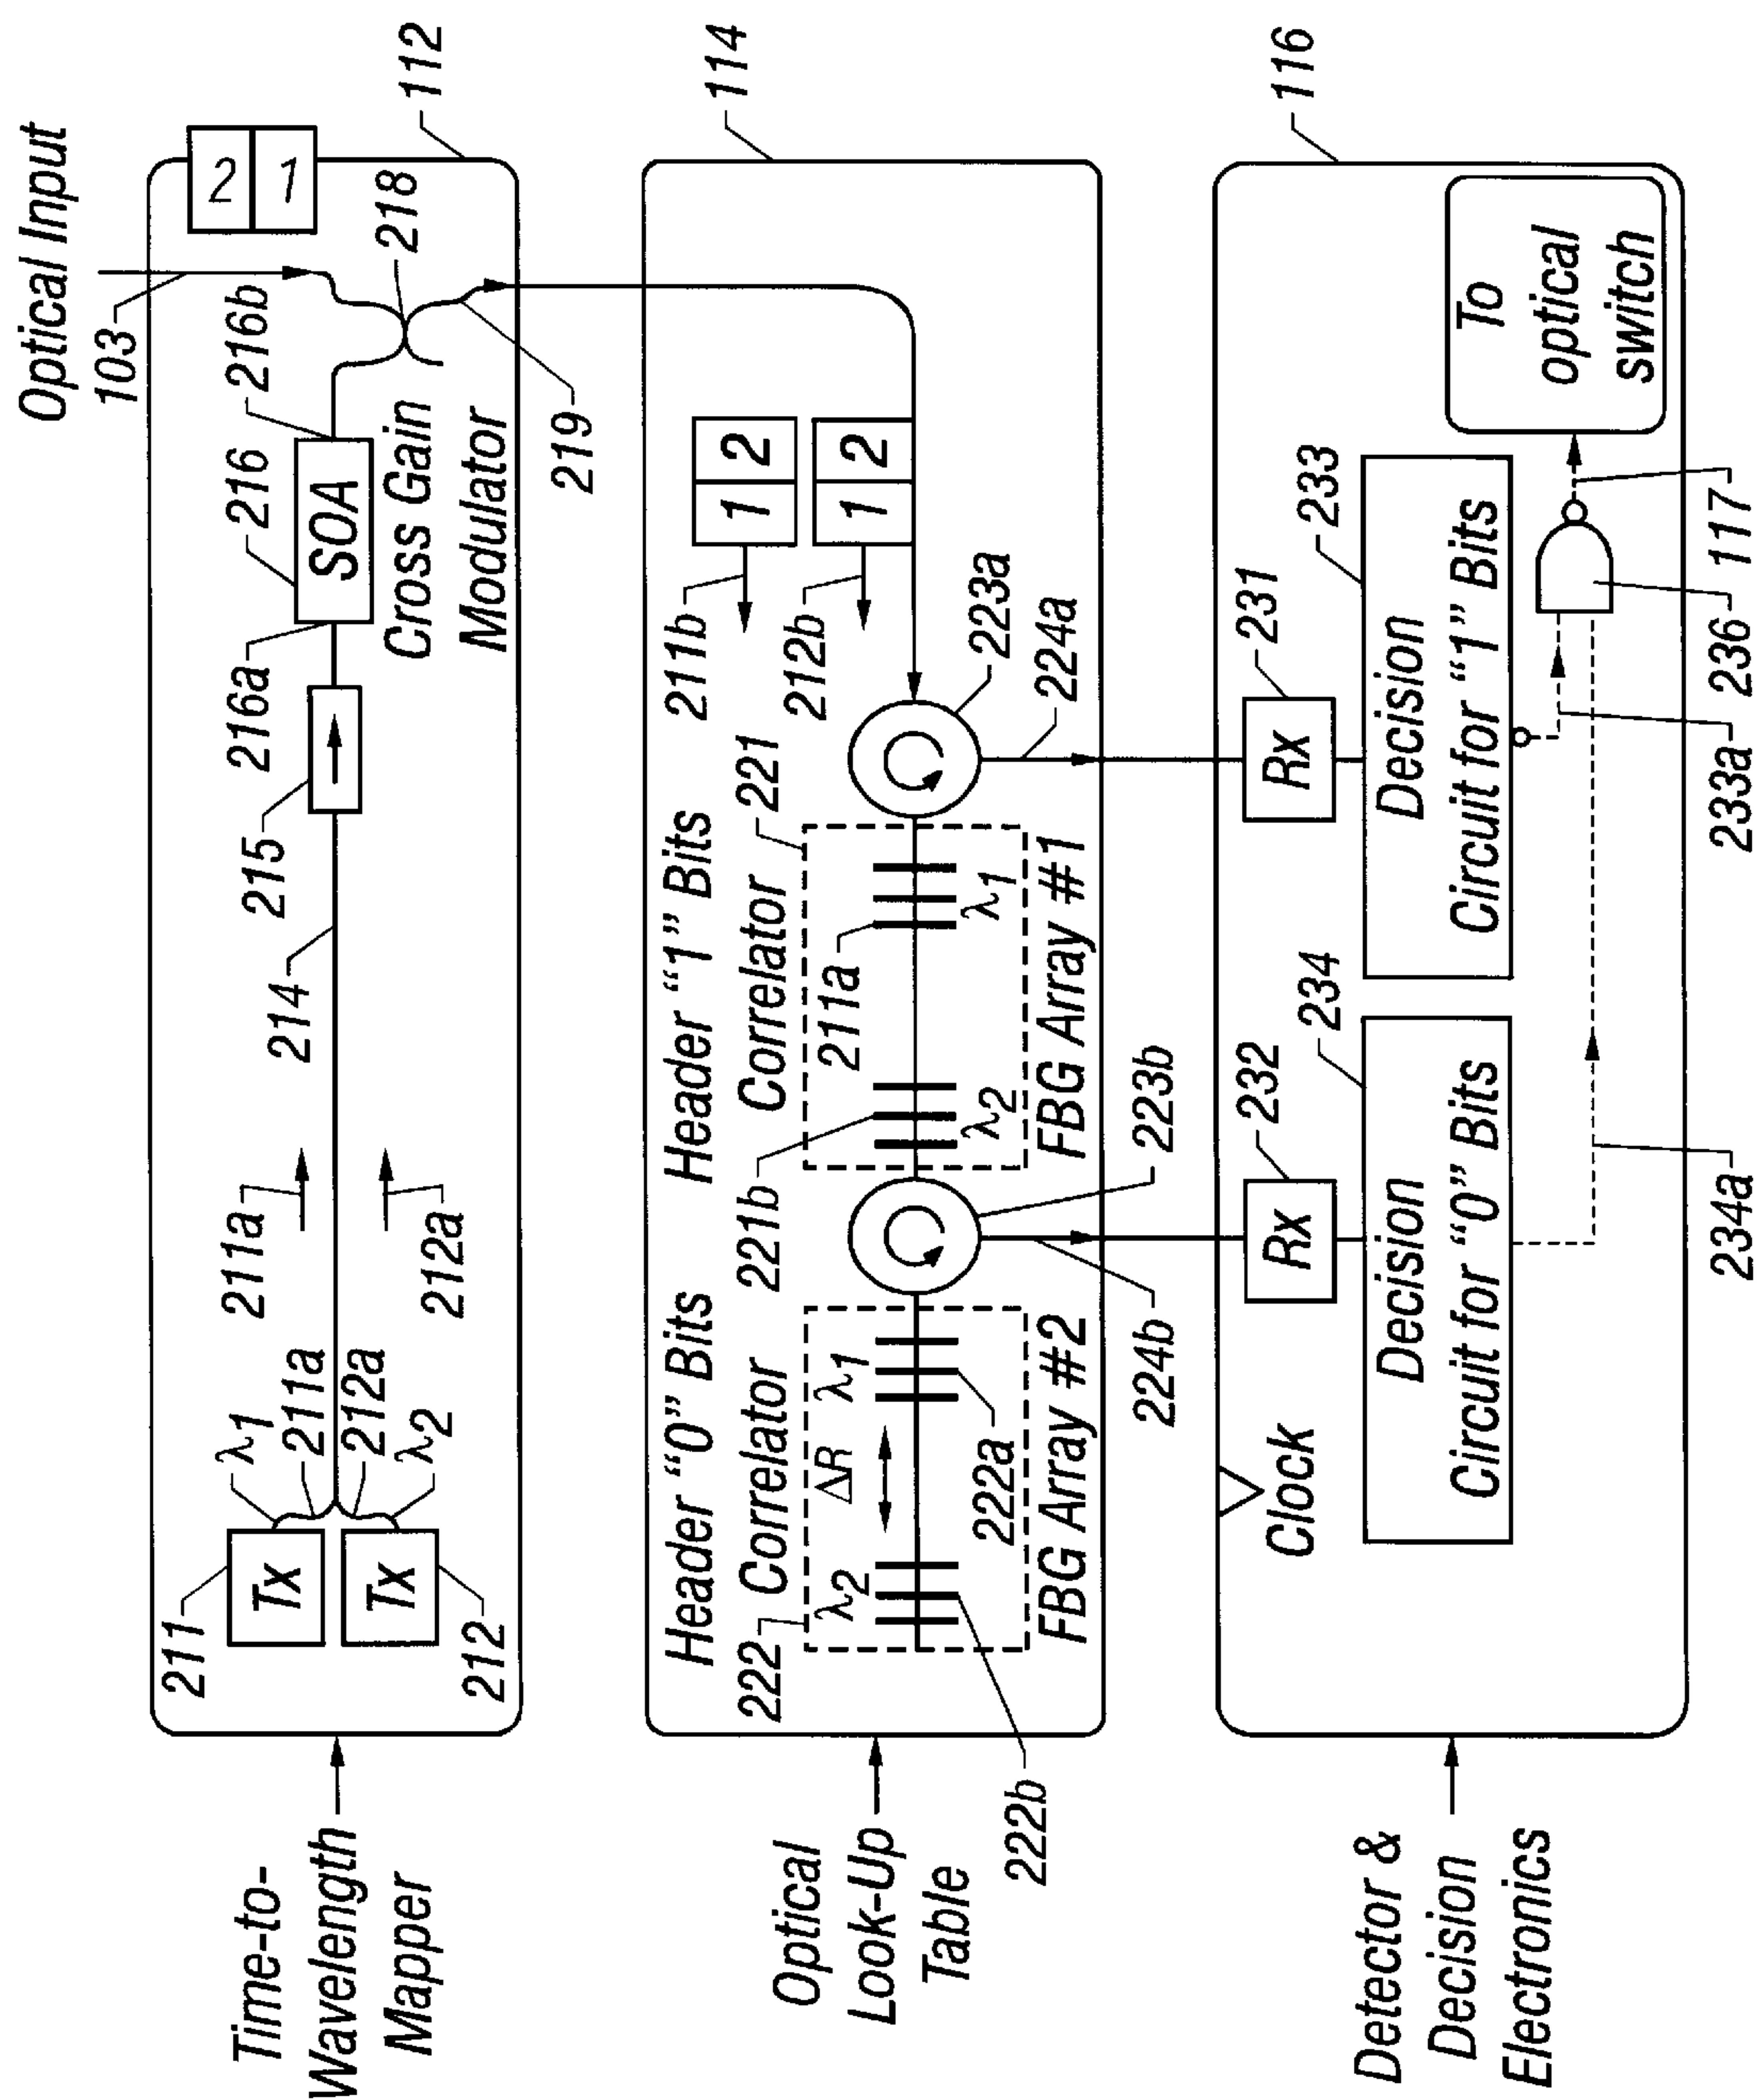 Time-to-
Wavelength
Mapper
211
Tx
λ1
211a
212a
λ2
Tx
212
211a
212a
214
215
216a
216
SOA
216b
Cross Gain
Modulator
Optical Input
103
218
219
2
1
112
Optical
Look-Up
Table
Header "0" Bits
222
Correlator
λ2
ΔR
λ1
222a
222b
FBG Array #2
Header "1" Bits
221b
Correlator
221
211a
λ2
λ1
FBG Array #1
223b
224b
211b
1
2
212b
1
2
223a
224a
114
Detector &
Decision
Electronics
Clock
232
Rx
234
Decision
Circuit for "0" Bits
234a
231
Rx
233
Decision
Circuit for "1" Bits
233a
236
117
To
optical
switch
116